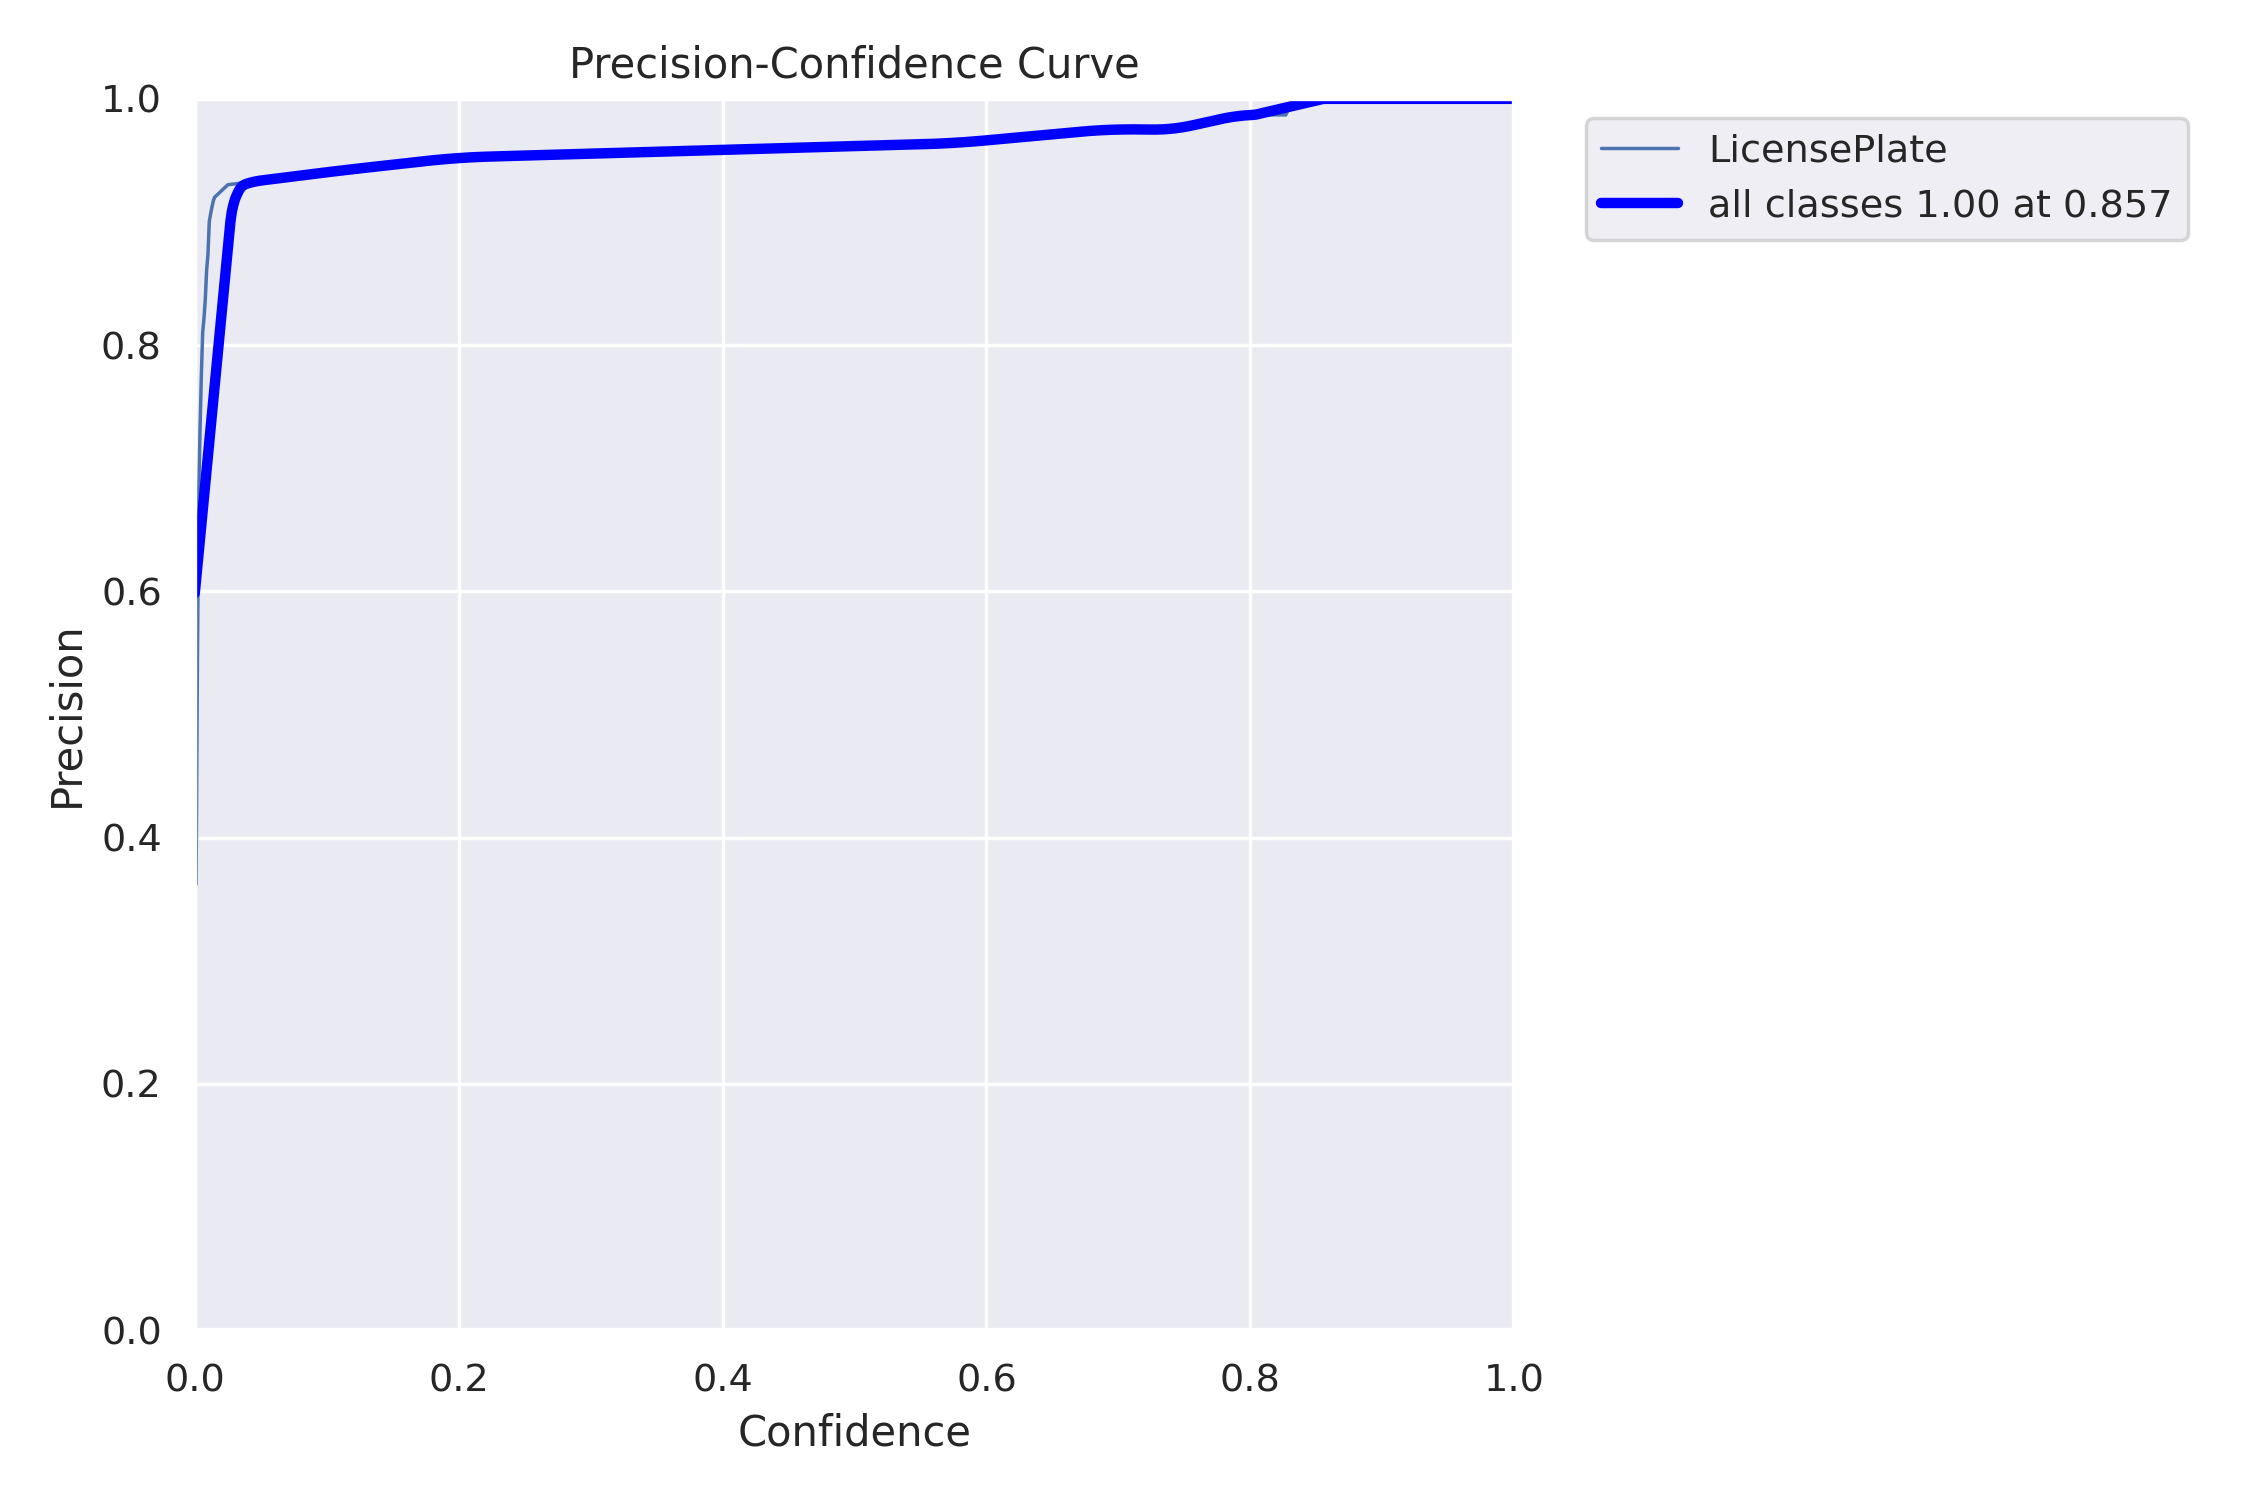 Precision-Confidence Curve
1.0
0.8
0.6
0.4
0.2
0.0
Precision
0.0 0.2 0.4 0.6 0.8 1.0
Confidence
LicensePlate
all classes 1.00 at 0.857